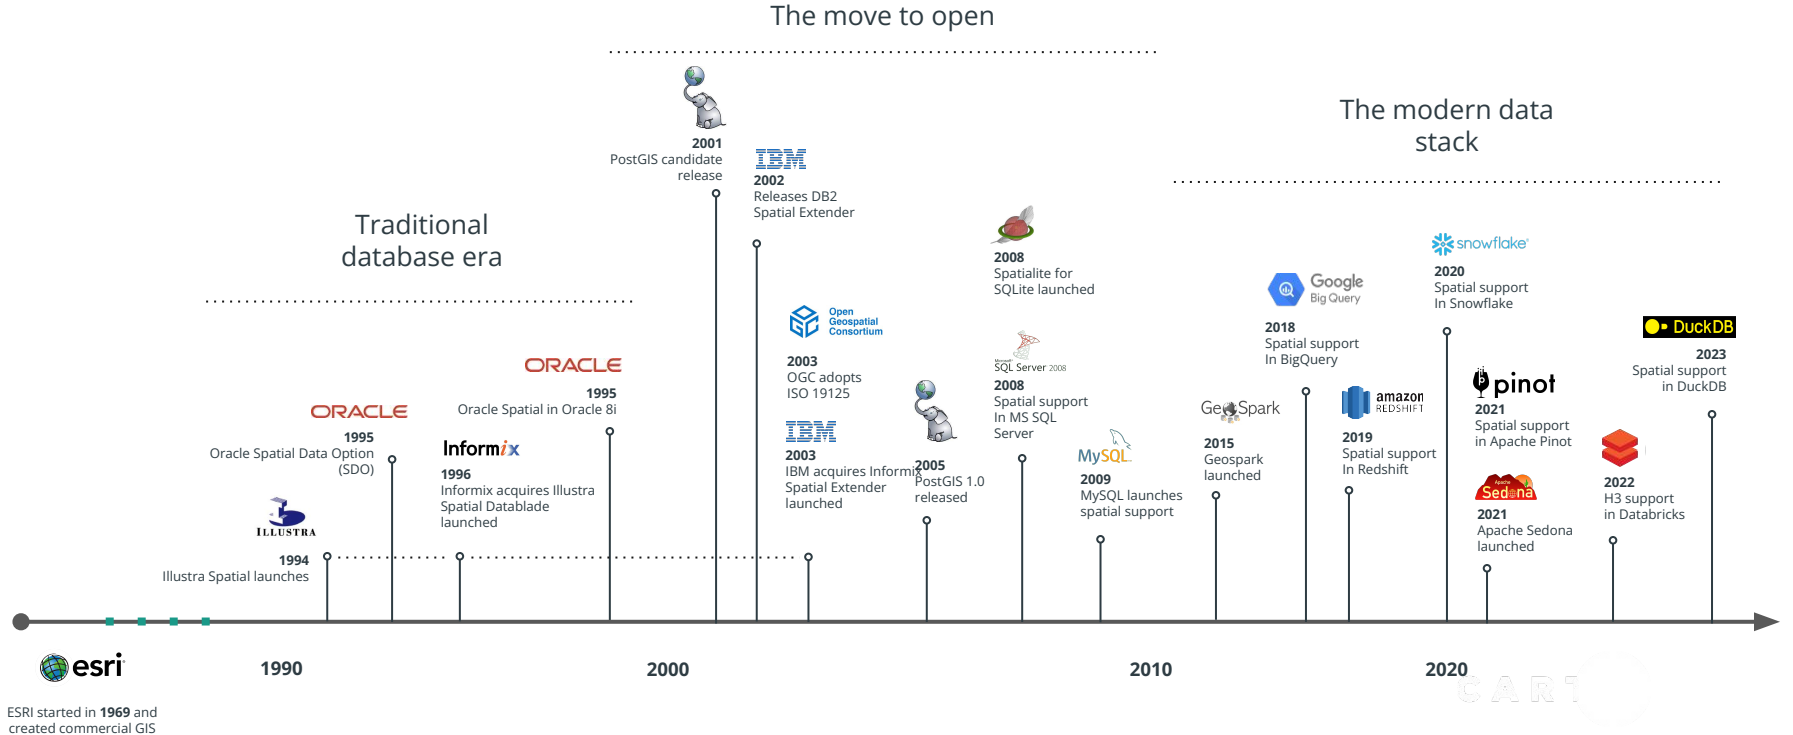 The move to open
The modern data
stack
Traditional
database era
2001
PostGIS candidate
release
IBM
2002
Releases DB2
Spatial Extender
2008
Spatialite for
SQLite launched
snowflake
2020
Spatial support
In Snowflake
Google
Big Query
2018
Spatial support
In BigQuery
Open
Geospatial
Consortium
2003
OGC adopts
ISO 19125
DuckDB
2023
Spatial support
in DuckDB
ORACLE
1995
Oracle Spatial in Oracle 8i
ORACLE
1995
Oracle Spatial Data Option
(SDO)
Microsoft
SQL Server 2008
2008
Spatial support
In MS SQL
Server
pinot
2021
Spatial support
in Apache Pinot
amazon
REDSHIFT
2019
Spatial support
In Redshift
GeoSpark
2015
Geospark
launched
IBM
2003
IBM acquires Informix
Spatial Extender
launched
2005
PostGIS 1.0
released
Informix
1996
Informix acquires Illustra
Spatial Datablade
launched
MySQL
2009
MySQL launches
spatial support
Apache
Sedona
2021
Apache Sedona
launched
2022
H3 support
in Databricks
ILLUSTRA
1994
Illustra Spatial launches
esri
1990
2000
2010
2020
CART
ESRI started in 1969 and
created commercial GIS